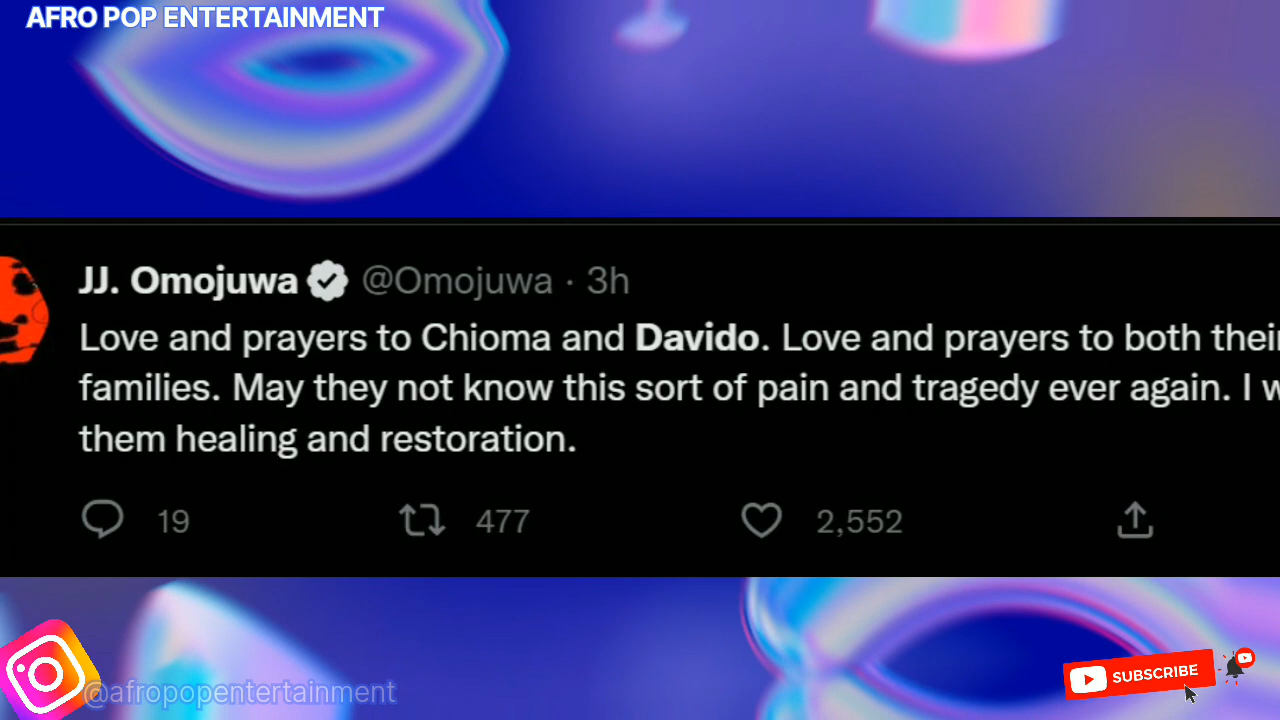 AFRO POP ENTERTAINMENT
JJ. Omojuwa @Omojuwa · 3h
Love and prayers to Chioma and Davido. Love and prayers to both their
families. May they not know this sort of pain and tragedy ever again. I w
them healing and restoration.
19 477 2,552
@afropopentertainment
SUBSCRIBE